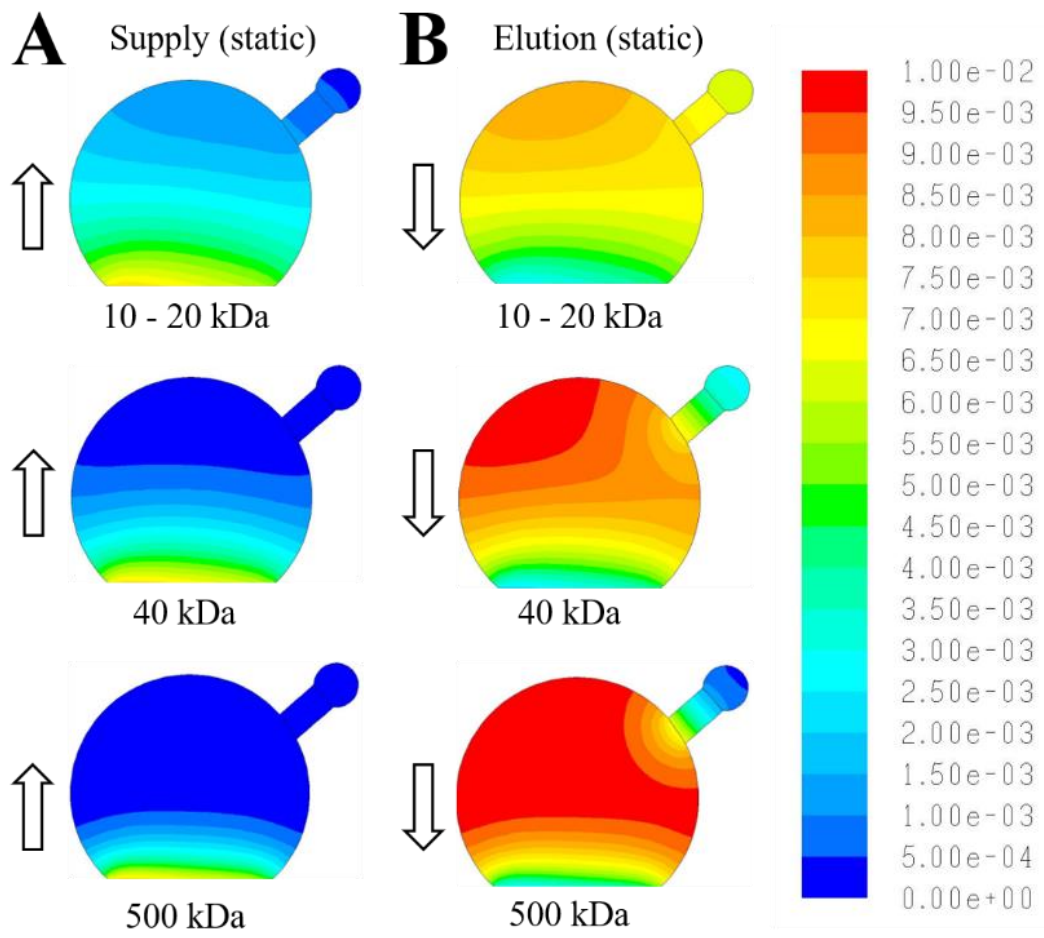 A Supply (static)
B Elution (static)
10 - 20 kDa
10 - 20 kDa
40 kDa
40 kDa
500 kDa
500 kDa
1.00e-02
9.50e-03
9.00e-03
8.50e-03
8.00e-03
7.50e-03
7.00e-03
6.50e-03
6.00e-03
5.50e-03
5.00e-03
4.50e-03
4.00e-03
3.50e-03
3.00e-03
2.50e-03
2.00e-03
1.50e-03
1.00e-03
5.00e-04
0.00e+00